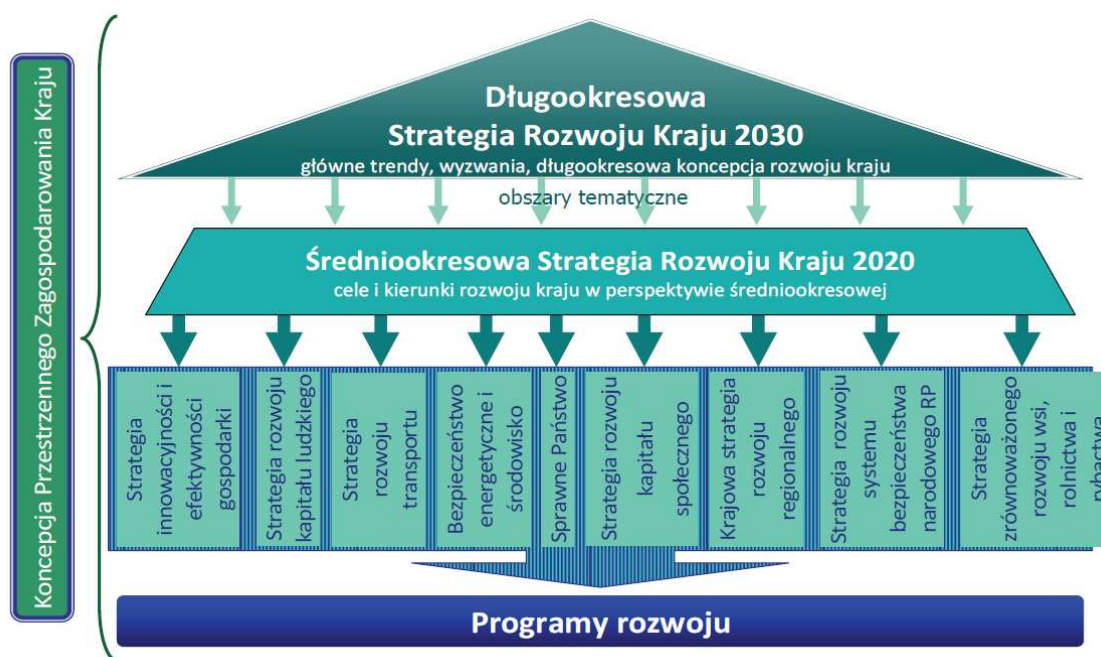 Koncepcja Przestrzennego Zagospodarowania Kraju
Długookresowa
Strategia Rozwoju Kraju 2030
główne trendy, wyzwania, długookresowa koncepcja rozwoju kraju
obszary tematyczne
Średniookresowa Strategia Rozwoju Kraju 2020
cele i kierunki rozwoju kraju w perspektywie średniookresowej
Strategia
innowacyjności i
efektywności
gospodarki
Strategia rozwoju
kapitału ludzkiego
Strategia
rozwoju
transportu
Bezpieczeństwo
energetyczne i
środowisko
Sprawne Państwo
Strategia rozwoju
kapitału
społecznego
Krajowa strategia
rozwoju
regionalnego
Strategia rozwoju
systemu
bezpieczeństwa
narodowego RP
Strategia
zrównoważonego
rozwoju wsi,
rolnictwa i
rybactwa
Programy rozwoju